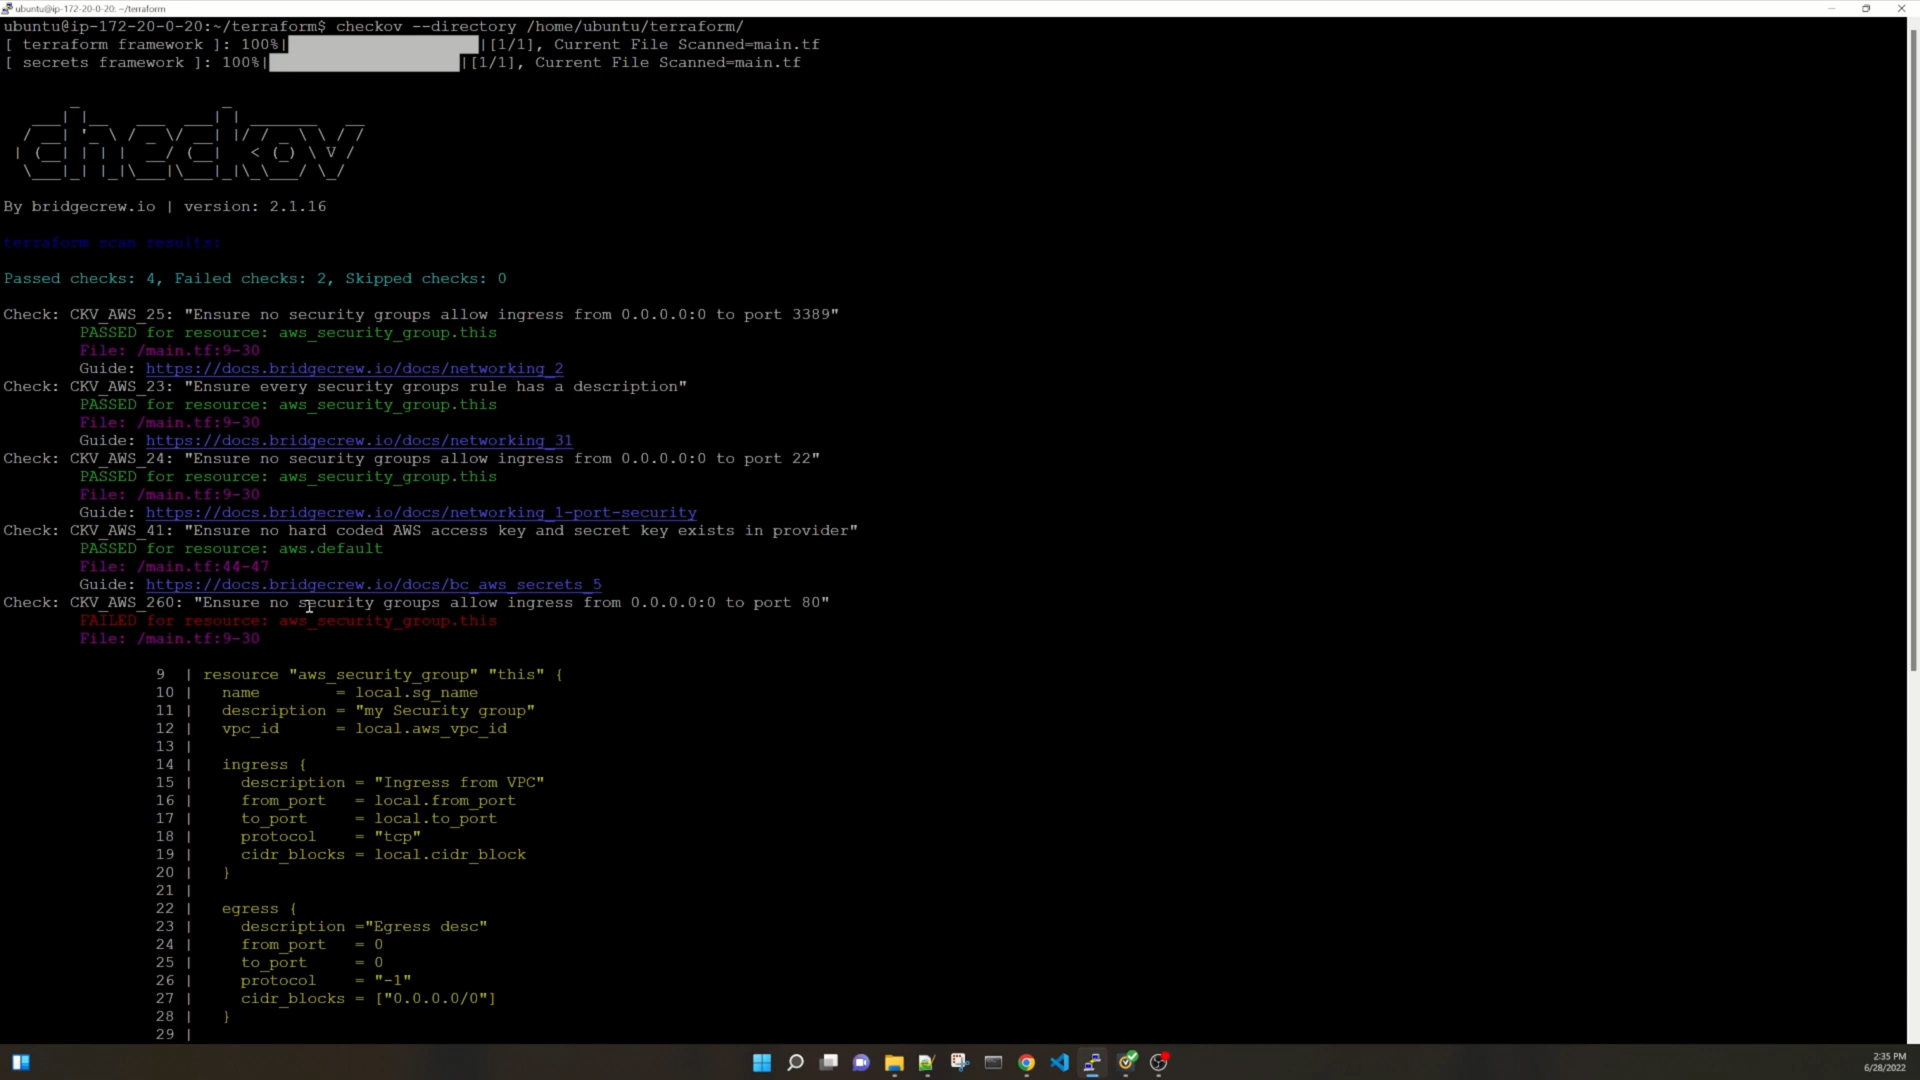 ubuntu@ip-172-20-0-20: ~/terraform
ubuntu@ip-172-20-0-20:~/terraform$ checkov --directory /home/ubuntu/terraform/
[ terraform framework ]: 100%|                    |[1/1], Current File Scanned=main.tf
[ secrets framework ]: 100%|                    |[1/1], Current File Scanned=main.tf
checkov
By bridgecrew.io | version: 2.1.16
terraform scan results:
Passed checks: 4, Failed checks: 2, Skipped checks: 0
Check: CKV_AWS_25: "Ensure no security groups allow ingress from 0.0.0.0:0 to port 3389"
PASSED for resource: aws_security_group.this
File: /main.tf:9-30
Guide: https://docs.bridgecrew.io/docs/networking_2
Check: CKV_AWS_23: "Ensure every security groups rule has a description"
PASSED for resource: aws_security_group.this
File: /main.tf:9-30
Guide: https://docs.bridgecrew.io/docs/networking_31
Check: CKV_AWS_24: "Ensure no security groups allow ingress from 0.0.0.0:0 to port 22"
PASSED for resource: aws_security_group.this
File: /main.tf:9-30
Guide: https://docs.bridgecrew.io/docs/networking_1-port-security
Check: CKV_AWS_41: "Ensure no hard coded AWS access key and secret key exists in provider"
PASSED for resource: aws.default
File: /main.tf:44-47
Guide: https://docs.bridgecrew.io/docs/bc_aws_secrets_5
Check: CKV_AWS_260: "Ensure no security groups allow ingress from 0.0.0.0:0 to port 80"
FAILED for resource: aws_security_group.this
File: /main.tf:9-30
9 | resource "aws_security_group" "this" {
10 | name = local.sg_name
11 | description = "my Security group"
12 | vpc_id = local.aws_vpc_id
13 |
14 | ingress {
15 | description = "Ingress from VPC"
16 | from_port = local.from_port
17 | to_port = local.to_port
18 | protocol = "tcp"
19 | cidr_blocks = local.cidr_block
20 | }
21 |
22 | egress {
23 | description ="Egress desc"
24 | from_port = 0
25 | to_port = 0
26 | protocol = "-1"
27 | cidr_blocks = ["0.0.0.0/0"]
28 | }
29 |
2:35 PM
6/28/2022